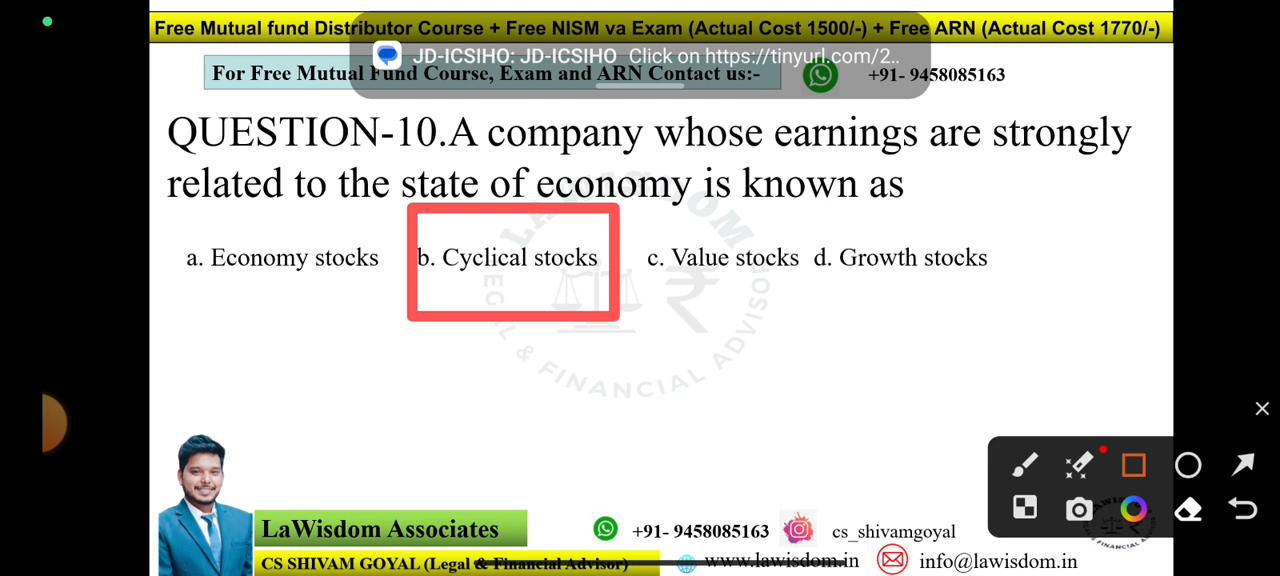 Free Mutual fund Distributor Course + Free NISM va Exam (Actual Cost 1500/-) + Free ARN (Actual Cost 1770/-)
JD-ICSIHO: JD-ICSIHO Click on https://tinyurl.com/2...
For Free Mutual Fund Course, Exam and ARN Contact us:- +91- 9458085163
QUESTION-10.A company whose earnings are strongly
related to the state of economy is known as
a. Economy stocks b. Cyclical stocks c. Value stocks d. Growth stocks
LAWISDOM
LEGAL & FINANCIAL ADVISOR
LaWisdom Associates +91- 9458085163 cs_shivamgoyal
CS SHIVAM GOYAL (Legal & Financial Advisor) www.lawisdom.in info@lawisdom.in